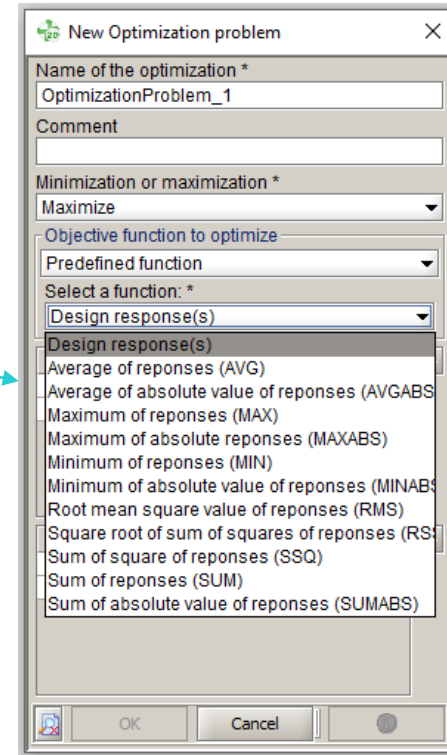 New Optimization problem
Name of the optimization *
OptimizationProblem_1
Comment
Minimization or maximization *
Maximize
Objective function to optimize
Predefined function
Select a function: *
Design response(s)
Design response(s)
Average of reponses (AVG)
Average of absolute value of reponses (AVGABS
Maximum of reponses (MAX)
Maximum of absolute reponses (MAXABS)
Minimum of reponses (MIN)
Minimum of absolute value of reponses (MINABS
Root mean square value of reponses (RMS)
Square root of sum of squares of reponses (RSS
Sum of square of reponses (SSQ)
Sum of reponses (SUM)
Sum of absolute value of reponses (SUMABS)
OK Cancel